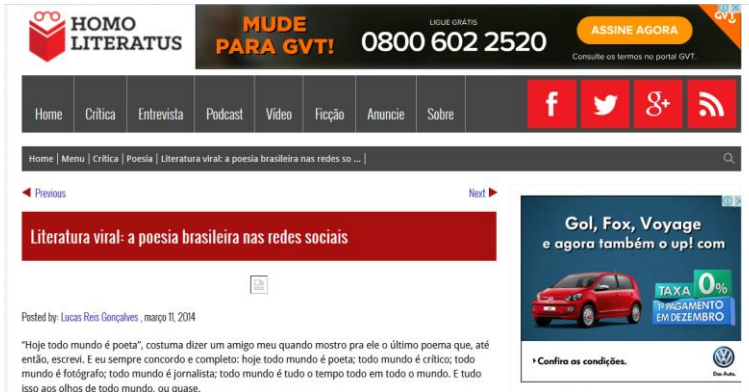 HOMO
LITERATUS
MUDE
PARA GVT!
LIGUE GRÁTIS
0800 602 2520
ASSINE AGORA
Consulte os termos no portal GVT.
GVT
Home Crítica Entrevista Podcast Vídeo Ficção Anuncie Sobre
f 8+
Home | Menu | Crítica | Poesia | Literatura viral: a poesia brasileira nas redes so ... |
Previous Next
Literatura viral: a poesia brasileira nas redes sociais
Posted by: Lucas Reis Gonçalves , março 11, 2014
"Hoje todo mundo é poeta", costuma dizer um amigo meu quando mostro pra ele o último poema que, até
então, escrevi. E eu sempre concordo e completo: hoje todo mundo é poeta; todo mundo é crítico; todo
mundo é fotógrafo; todo mundo é jornalista; todo mundo é tudo o tempo todo em todo o mundo. E tudo
isso aos olhos de todo mundo, ou quase.
Gol, Fox, Voyage
e agora também o up! com
TAXA 0%
1º PAGAMENTO
EM DEZEMBRO
Confira as condições.
Das Auto.